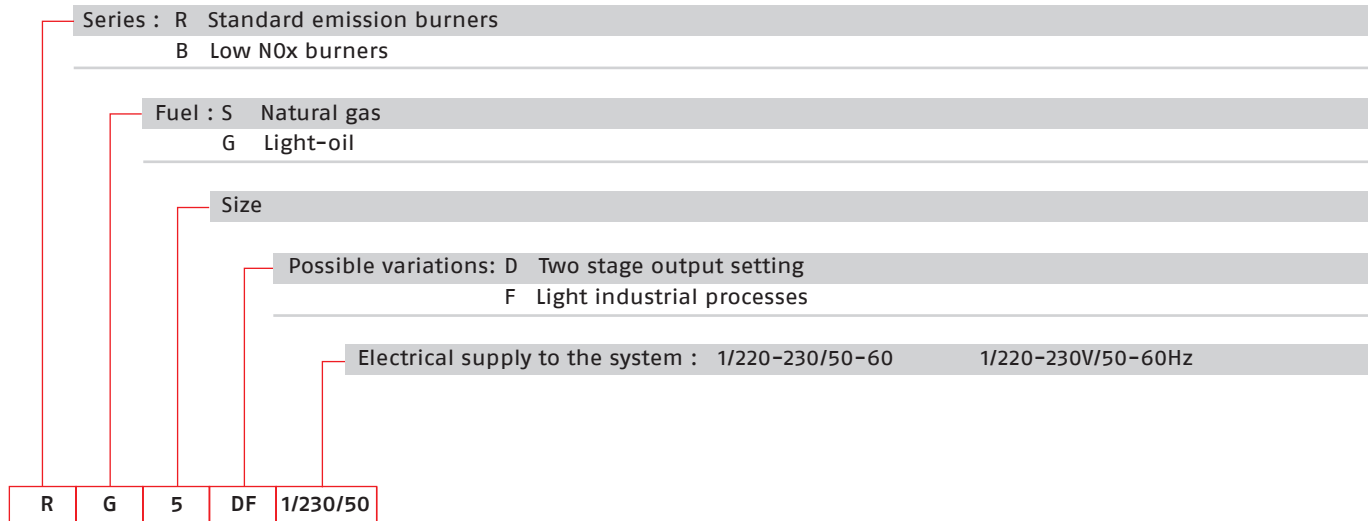 Series : R Standard emission burners
B Low N0x burners
Fuel : S Natural gas
G Light-oil
Size
Possible variations: D Two stage output setting
F Light industrial processes
Electrical supply to the system : 1/220-230/50-60 1/220-230V/50-60Hz
R G 5 DF 1/230/50